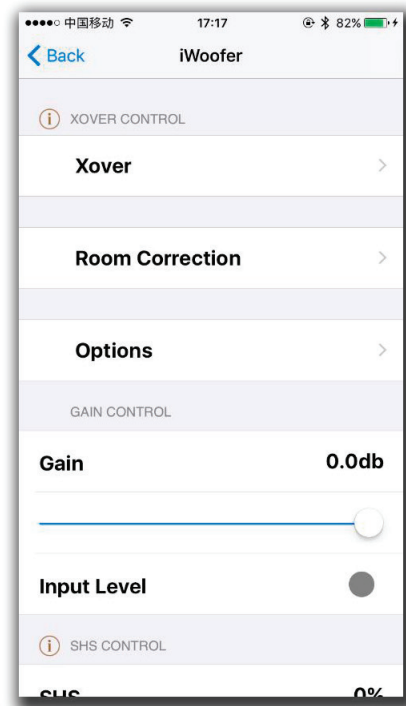 中国移动 17:17 82%
Back iWoofer
XOVER CONTROL
Xover
Room Correction
Options
GAIN CONTROL
Gain 0.0db
Input Level
SHS CONTROL
SHS 0%